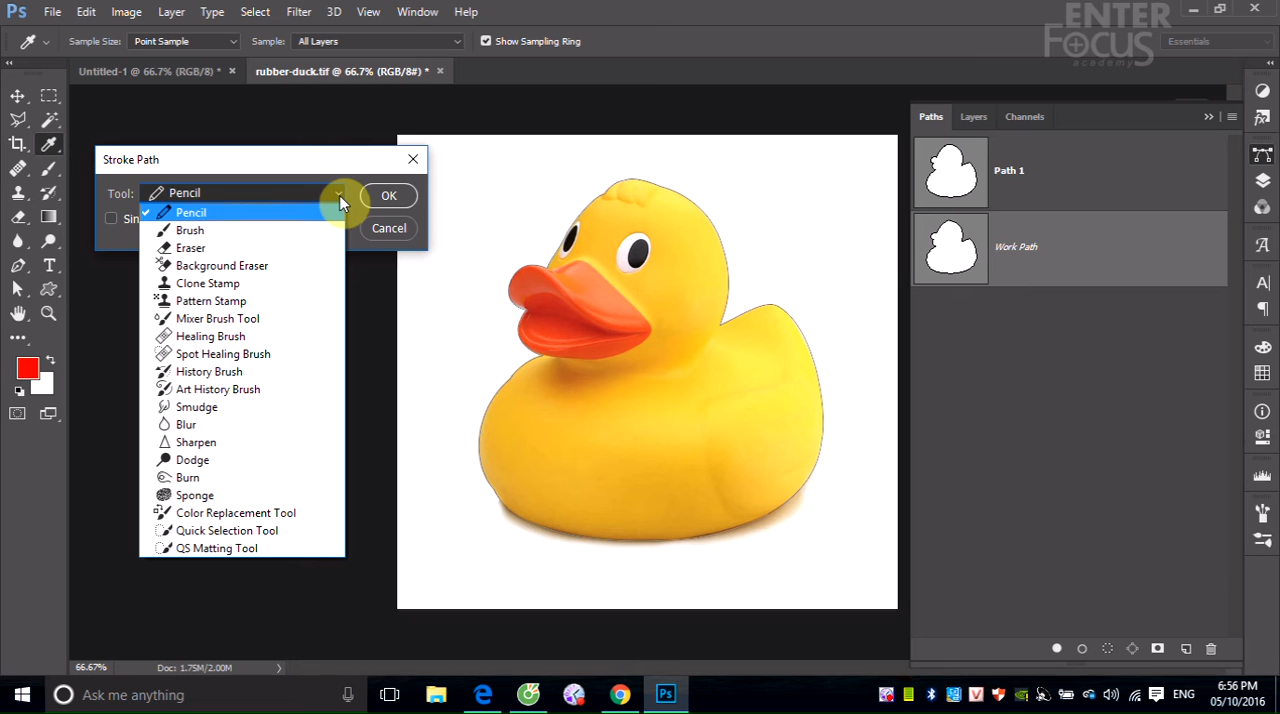 Ps File Edit Image Layer Type Select Filter 3D View Window Help
ENTER
FOCUS
academy
Sample Size: Point Sample Sample: All Layers Show Sampling Ring Essentials
Untitled-1 @ 66.7% (RGB/8) * × rubber-duck.tif @ 66.7% (RGB/8#) * ×
Paths Layers Channels
Stroke Path
Tool: Pencil OK
Pencil
Sim
Brush Cancel
Eraser
Background Eraser
Clone Stamp
Pattern Stamp
Mixer Brush Tool
Healing Brush
Spot Healing Brush
History Brush
Art History Brush
Smudge
Blur
Sharpen
Dodge
Burn
Sponge
Color Replacement Tool
Quick Selection Tool
QS Matting Tool
Path 1
Work Path
66.67% Doc: 1.75M/2.00M
Ask me anything
Ps
ENG
6:56 PM
05/10/2016